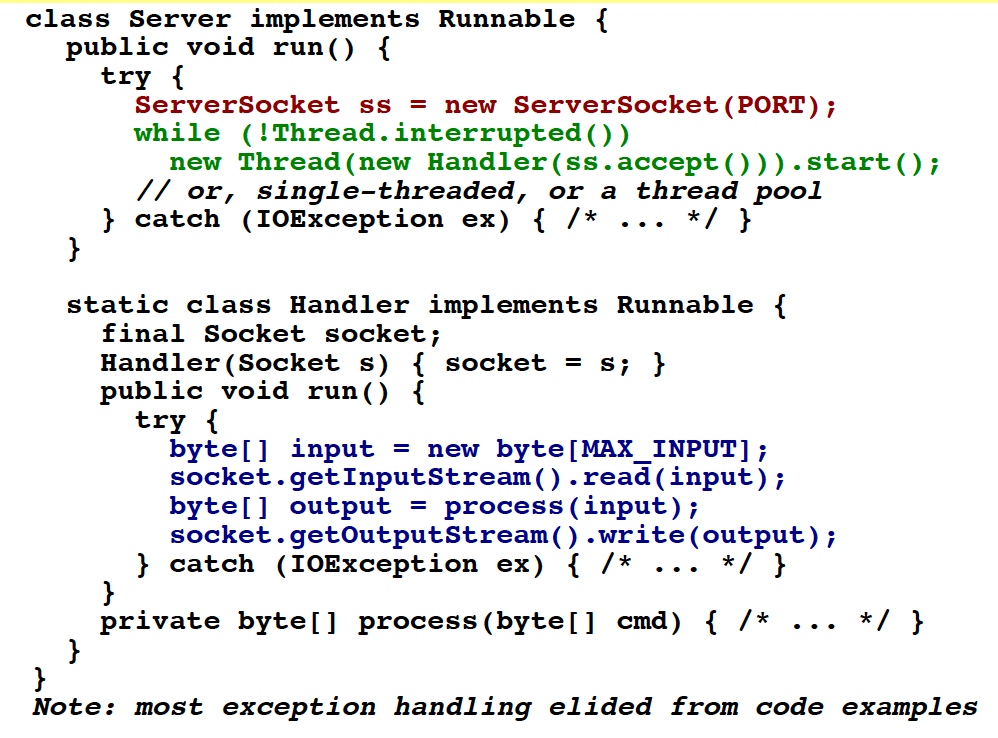 class Server implements Runnable {
public void run() {
try {
ServerSocket ss = new ServerSocket(PORT);
while (!Thread.interrupted())
new Thread(new Handler(ss.accept())).start();
// or, single-threaded, or a thread pool
} catch (IOException ex) { /* ... */ }
}
static class Handler implements Runnable {
final Socket socket;
Handler(Socket s) { socket = s; }
public void run() {
try {
byte[] input = new byte[MAX_INPUT];
socket.getInputStream().read(input);
byte[] output = process(input);
socket.getOutputStream().write(output);
} catch (IOException ex) { /* ... */ }
}
private byte[] process(byte[] cmd) { /* ... */ }
}
}
Note: most exception handling elided from code examples